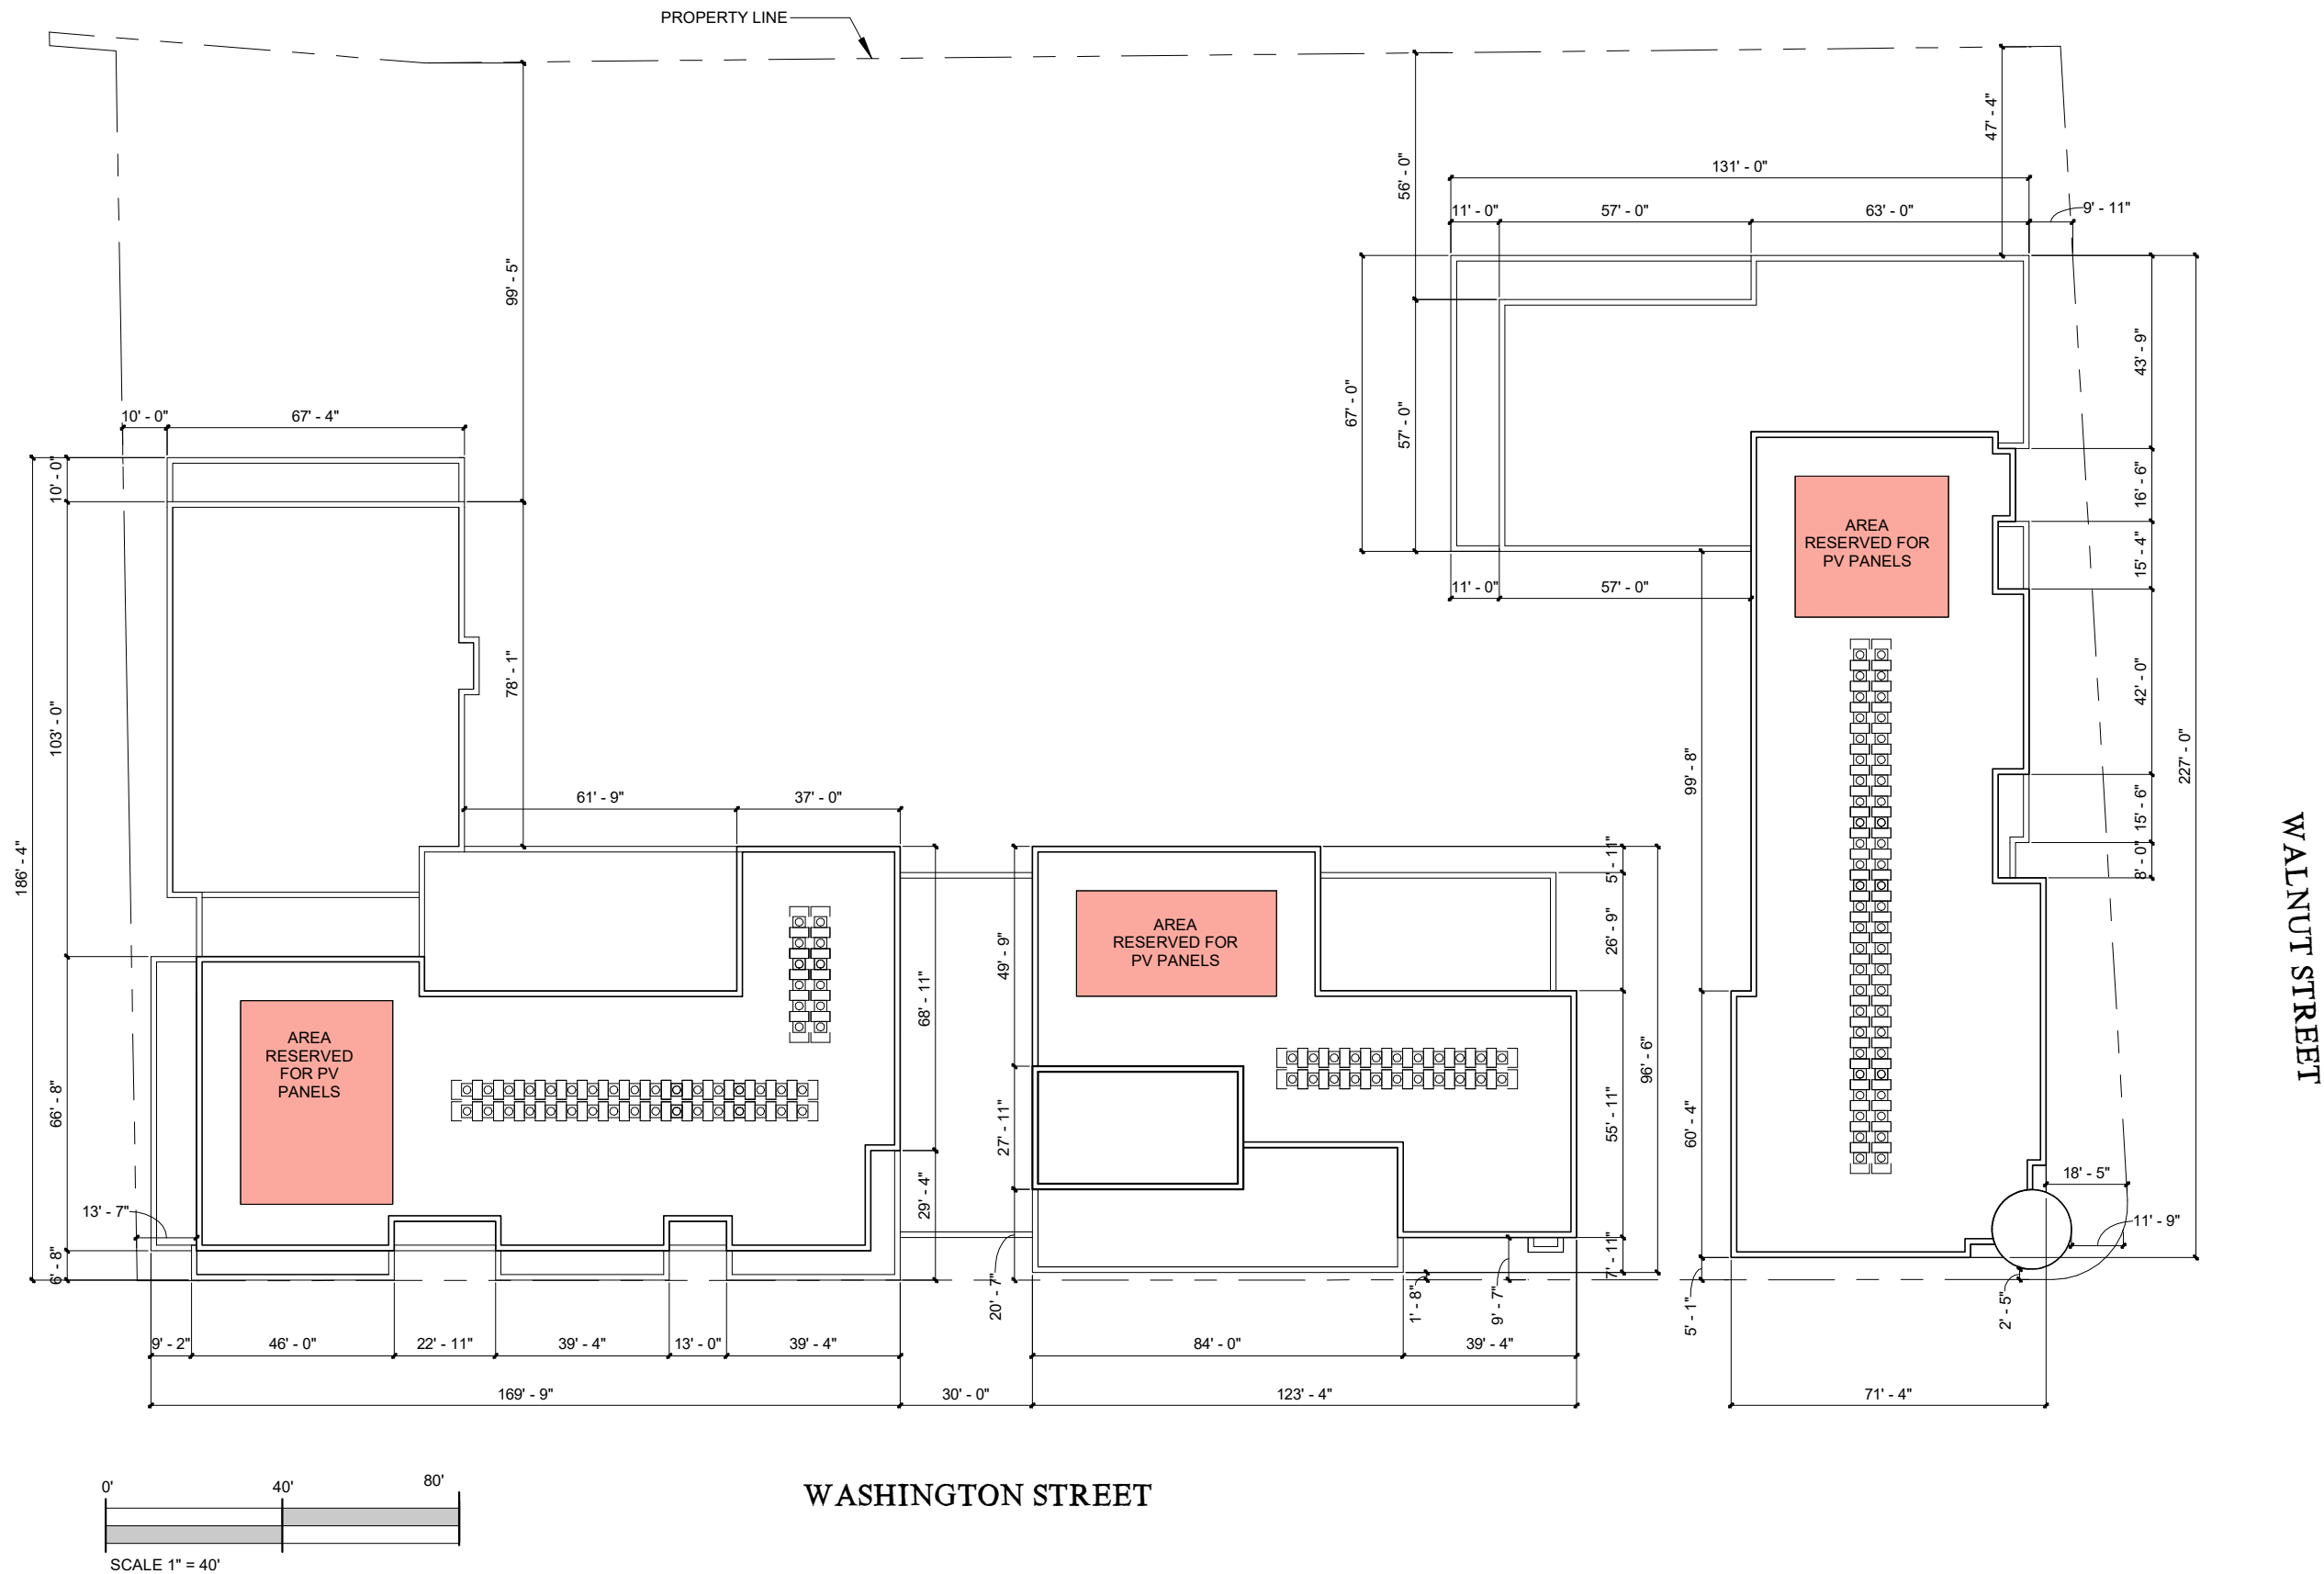 PROPERTY LINE
47' - 4"
56' - 0"
131' - 0"
11' - 0"
57' - 0"
63' - 0"
9' - 11"
99' - 5"
67' - 0"
57' - 0"
43' - 9"
10' - 0"
67' - 4"
10' - 0"
16' - 6"
AREA
RESERVED FOR
PV PANELS
15' - 4"
11' - 0"
57' - 0"
78' - 1"
42' - 0"
103' - 0"
227' - 0"
99' - 8"
61' - 9"
37' - 0"
15' - 6"
8' - 0"
186' - 4"
5' - 11"
WALNUT STREET
AREA
RESERVED FOR
PV PANELS
49' - 9"
26' - 9"
68' - 11"
AREA
RESERVED
FOR PV
PANELS
96' - 6"
66' - 8"
27' - 11"
55' - 11"
60' - 4"
18' - 5"
13' - 7"
29' - 4"
11' - 9"
6' - 8"
7' - 11"
20' - 7"
1' - 8"
9' - 7"
5' - 1"
2' - 5"
9' - 2"
46' - 0"
22' - 11"
39' - 4"
13' - 0"
39' - 4"
84' - 0"
39' - 4"
169' - 9"
30' - 0"
123' - 4"
71' - 4"
0'
40'
80'
WASHINGTON STREET
SCALE 1" = 40'